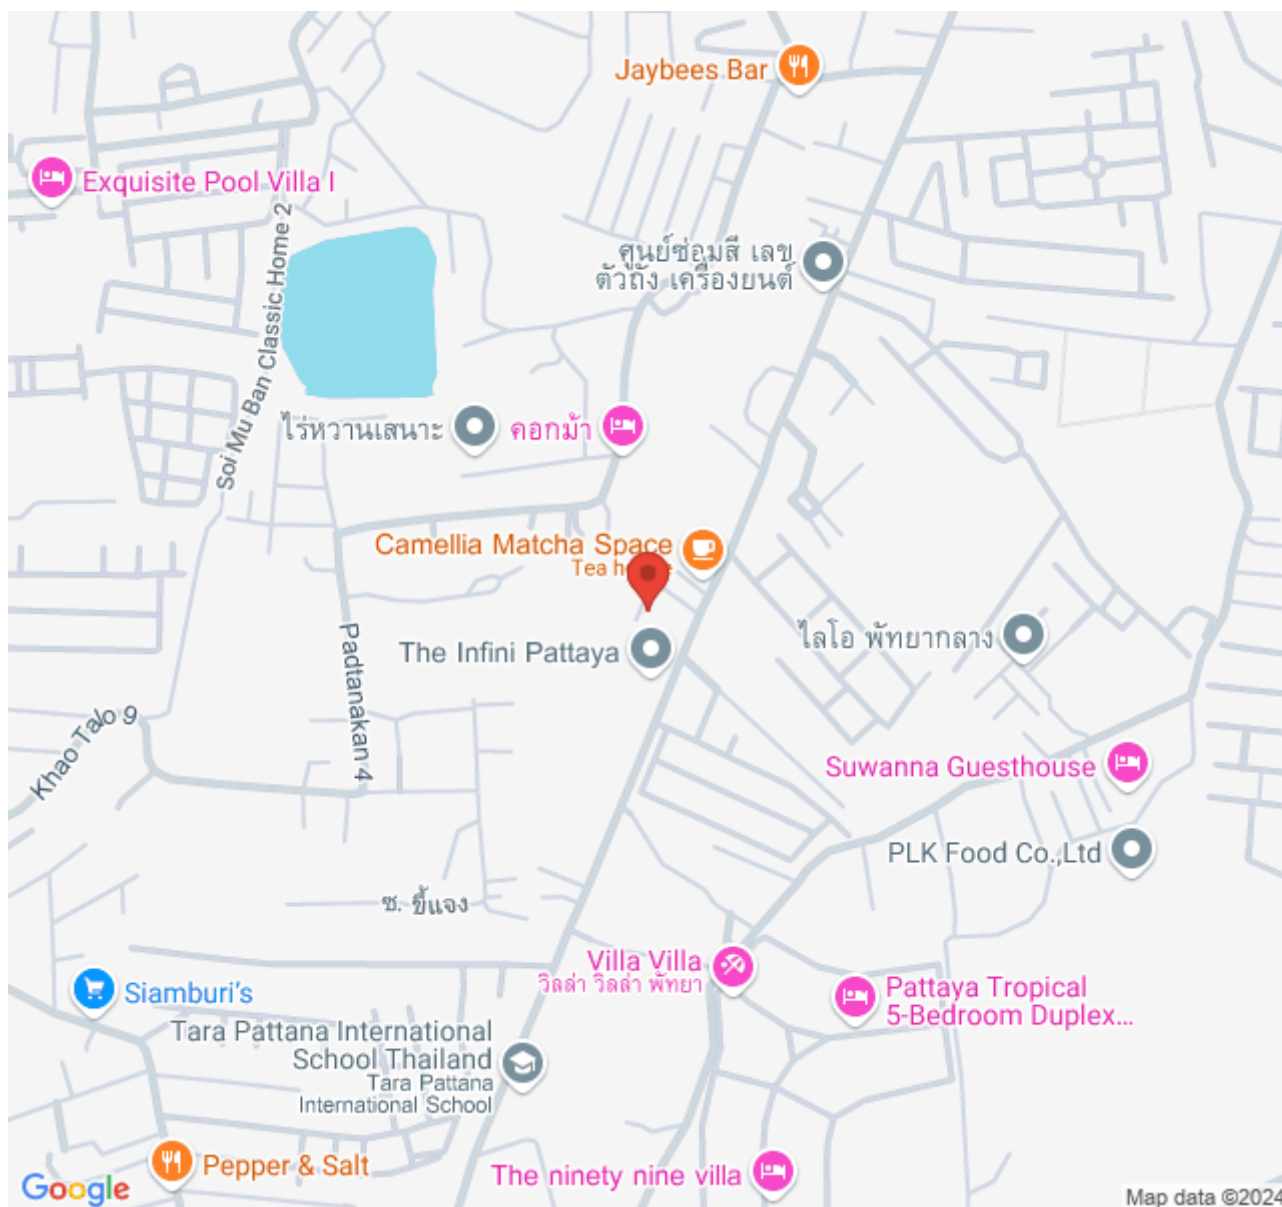 Jaybees Bar
Exquisite Pool Villa I
Soi Mu Ban Classic Home 2
ศูนย์ซ่อมสี เลข
ตัวถัง เครื่องยนต์
ไร่หวานเสนาะ
คอกม้า
Camellia Matcha Space
Tea
The Infini Pattaya
ไลโอ พัทยากลาง
Padtanakan 4
Khao Talo 9
Suwanna Guesthouse
PLK Food Co.,Ltd
ซ. ขี้แจง
Villa Villa
วิลล่า วิลล่า พัทยา
Siamburi's
Pattaya Tropical
5-Bedroom Duplex...
Tara Pattana International
School Thailand
Tara Pattana
International School
Pepper & Salt
The ninety nine villa
Google
Map data ©2024